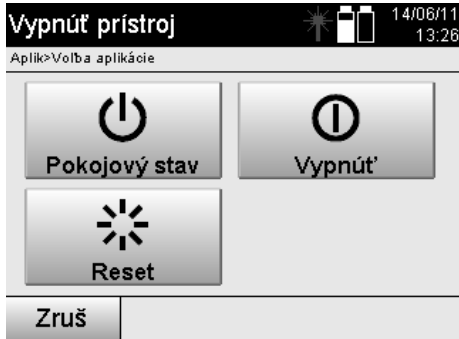 Vypnúť prístroj
14/06/11
13:26
Aplik>Voľba aplikácie
Pokojový stav
Vypnúť
Reset
Zruš